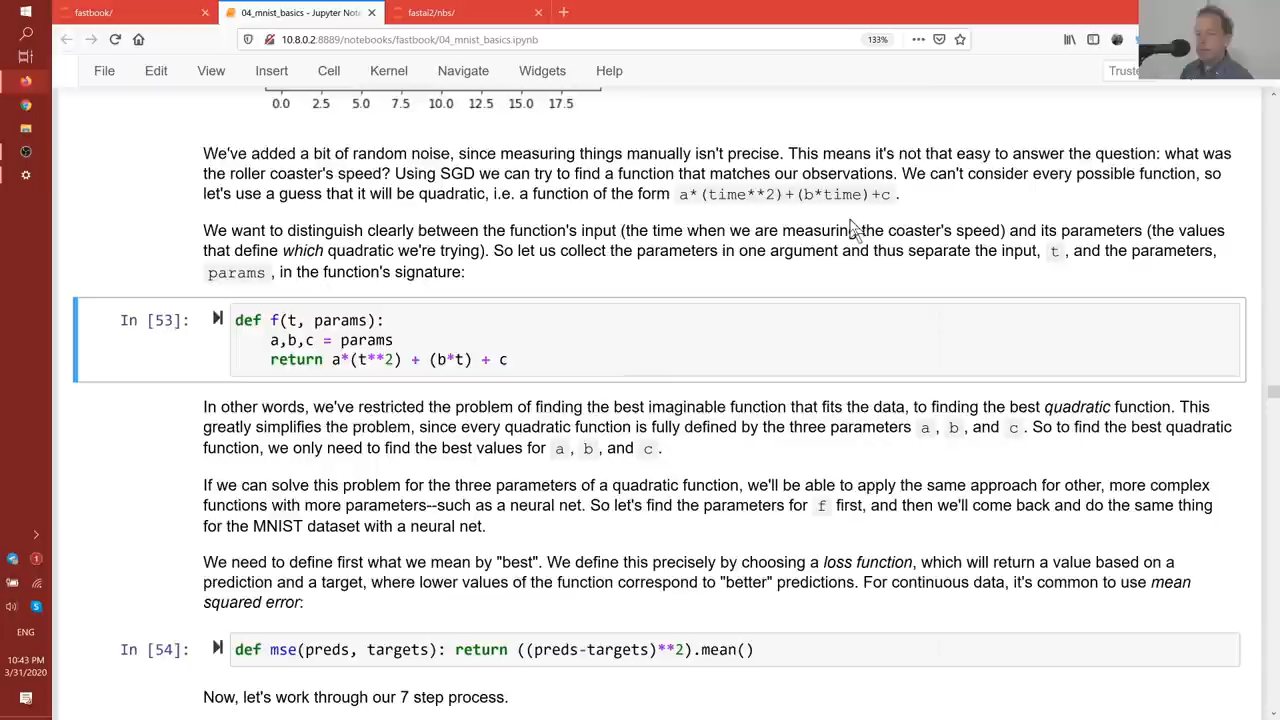 fastbook/
04_mnist_basics - Jupyter Not
fastai2/nbs/
10.8.0.2:8889/notebooks/fastbook/04_mnist_basics.ipynb
133%
File Edit View Insert Cell Kernel Navigate Widgets Help
Truste
0.0 2.5 5.0 7.5 10.0 12.5 15.0 17.5
We've added a bit of random noise, since measuring things manually isn't precise. This means it's not that easy to answer the question: what was
the roller coaster's speed? Using SGD we can try to find a function that matches our observations. We can't consider every possible function, so
let's use a guess that it will be quadratic, i.e. a function of the form a*(time**2)+(b*time)+c.
We want to distinguish clearly between the function's input (the time when we are measuring the coaster's speed) and its parameters (the values
that define which quadratic we're trying). So let us collect the parameters in one argument and thus separate the input, t, and the parameters,
params, in the function's signature:
In [53]:
def f(t, params):
    a,b,c = params
    return a*(t**2) + (b*t) + c
In other words, we've restricted the problem of finding the best imaginable function that fits the data, to finding the best quadratic function. This
greatly simplifies the problem, since every quadratic function is fully defined by the three parameters a, b, and c. So to find the best quadratic
function, we only need to find the best values for a, b, and c.
If we can solve this problem for the three parameters of a quadratic function, we'll be able to apply the same approach for other, more complex
functions with more parameters--such as a neural net. So let's find the parameters for f first, and then we'll come back and do the same thing
for the MNIST dataset with a neural net.
We need to define first what we mean by "best". We define this precisely by choosing a loss function, which will return a value based on a
prediction and a target, where lower values of the function correspond to "better" predictions. For continuous data, it's common to use mean
squared error:
In [54]: def mse(preds, targets): return ((preds-targets)**2).mean()
Now, let's work through our 7 step process.
1
ENG
10:43 PM
3/31/2020